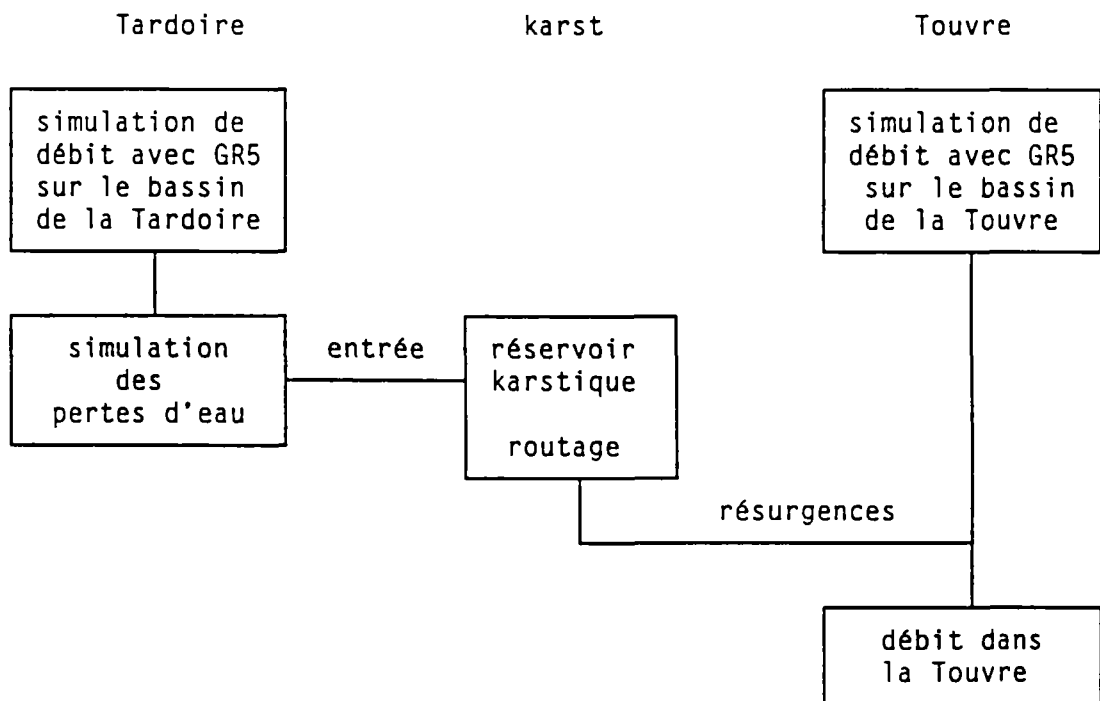 Tardoire
karst
Touvre
simulation de
débit avec GR5
sur le bassin
de la Tardoire
simulation de
débit avec GR5
sur le bassin
de la Touvre
simulation
des
pertes d'eau
entrée
réservoir
karstique
routage
résurgences
débit dans
la Touvre